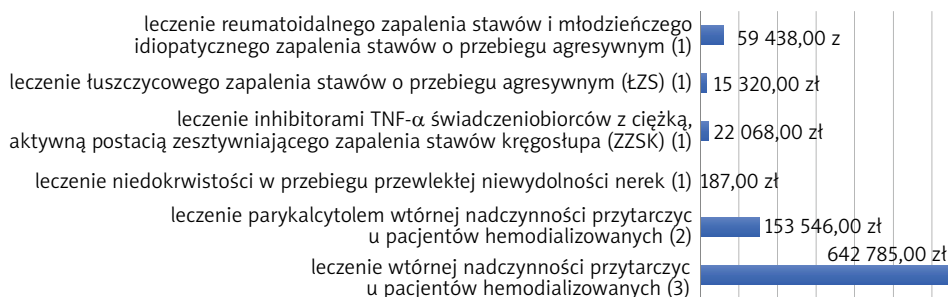 leczenie reumatoidalnego zapalenia stawów i młodzieńczego
idiopatycznego zapalenia stawów o przebiegu agresywnym (1)
59 438,00 z
leczenie łuszczycowego zapalenia stawów o przebiegu agresywnym (ŁZS) (1)
15 320,00 zł
leczenie inhibitorami TNF-α świadczeniobiorców z ciężką,
aktywną postacią zesztywniającego zapalenia stawów kręgosłupa (ZZSK) (1)
22 068,00 zł
leczenie niedokrwistości w przebiegu przewlekłej niewydolności nerek (1)
187,00 zł
leczenie parykalcytolem wtórnej nadczynności przytarczyc
u pacjentów hemodializowanych (2)
153 546,00 zł
leczenie wtórnej nadczynności przytarczyc
u pacjentów hemodializowanych (3)
642 785,00 zł